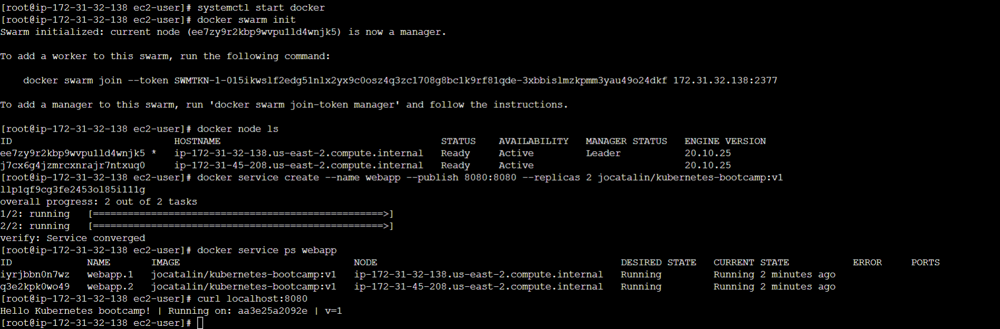 [root@ip-172-31-32-138 ec2-user]# systemctl start docker
[root@ip-172-31-32-138 ec2-user]# docker swarm init
Swarm initialized: current node (ee7zy9r2kbp9wvpu1ld4wnjk5) is now a manager.
To add a worker to this swarm, run the following command:
docker swarm join --token SWMTKN-1-015ikwslf2edg51nlx2yx9c0osz4q3zc1708g8bc1k9rf81qde-3xbbislmzkpmm3yau49o24dkf 172.31.32.138:2377
To add a manager to this swarm, run 'docker swarm join-token manager' and follow the instructions.
[root@ip-172-31-32-138 ec2-user]# docker node ls
ID HOSTNAME STATUS AVAILABILITY MANAGER STATUS ENGINE VERSION
ee7zy9r2kbp9wvpu1ld4wnjk5 * ip-172-31-32-138.us-east-2.compute.internal Ready Active Leader 20.10.25
j7cx6g4jzmrcxnrajr7ntxuq0 ip-172-31-45-208.us-east-2.compute.internal Ready Active 20.10.25
[root@ip-172-31-32-138 ec2-user]# docker service create --name webapp --publish 8080:8080 --replicas 2 jocatalin/kubernetes-bootcamp:v1
llp1qf9cg3fe2453ol85i111g
overall progress: 2 out of 2 tasks
1/2: running [==================================================>]
2/2: running [==================================================>]
verify: Service converged
[root@ip-172-31-32-138 ec2-user]# docker service ps webapp
ID NAME IMAGE NODE DESIRED STATE CURRENT STATE ERROR PORTS
iyrjbbn0n7wz webapp.1 jocatalin/kubernetes-bootcamp:v1 ip-172-31-32-138.us-east-2.compute.internal Running Running 2 minutes ago
q3e2kpk0wo49 webapp.2 jocatalin/kubernetes-bootcamp:v1 ip-172-31-45-208.us-east-2.compute.internal Running Running 2 minutes ago
[root@ip-172-31-32-138 ec2-user]# curl localhost:8080
Hello Kubernetes bootcamp! | Running on: aa3e25a2092e | v=1
[root@ip-172-31-32-138 ec2-user]#